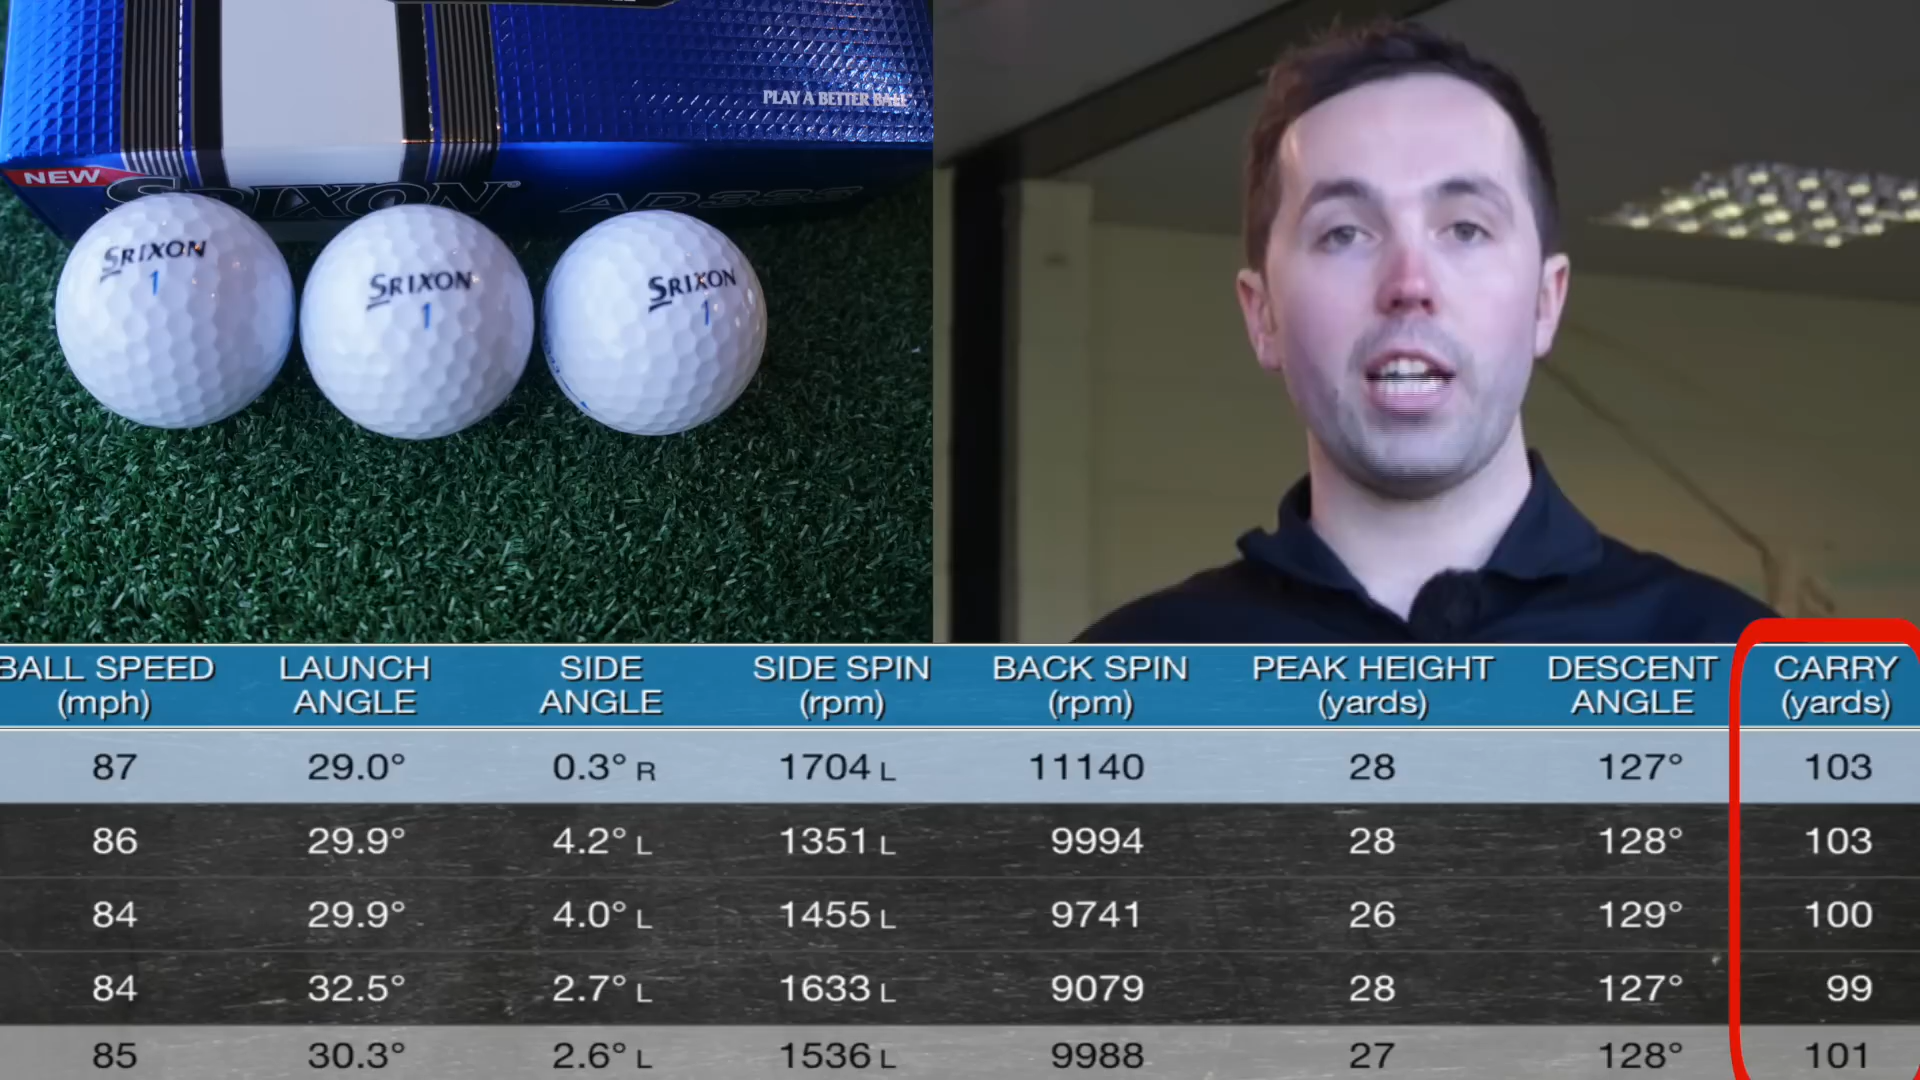 PLAY A BETTER BALL
NEW
SRIXON
AD333
SRIXON
1
SRIXON
1
SRIXON
1
BALL SPEED (mph) LAUNCH ANGLE SIDE ANGLE SIDE SPIN (rpm) BACK SPIN (rpm) PEAK HEIGHT (yards) DESCENT ANGLE CARRY (yards)
87 29.0° 0.3° R 1704 L 11140 28 127° 103
86 29.9° 4.2° L 1351 L 9994 28 128° 103
84 29.9° 4.0° L 1455 L 9741 26 129° 100
84 32.5° 2.7° L 1633 L 9079 28 127° 99
85 30.3° 2.6° L 1536 L 9988 27 128° 101